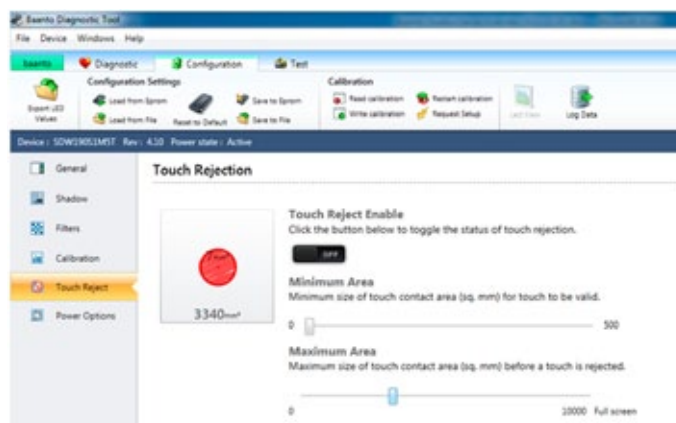 Baanto Diagnostic Tool
File Device Windows Help
baanto Diagnostic Configuration Test
Configuration Settings Calibration
Export LED Values
Load from Eprom
Load from File
Reset to Default
Save to Eprom
Save to File
Read calibration
Write calibration
Restart calibration
Request Setup
Log Data
Device : SDW190S1M5T Rev : 4.10 Power state : Active
General
Shadow
Filters
Calibration
Touch Reject
Power Options
Touch Rejection
3340mm²
Touch Reject Enable
Click the button below to toggle the status of touch rejection.
OFF
Minimum Area
Minimum size of touch contact area (sq. mm) for touch to be valid.
0 500
Maximum Area
Maximum size of touch contact area (sq. mm) before a touch is rejected.
0 10000 Full screen